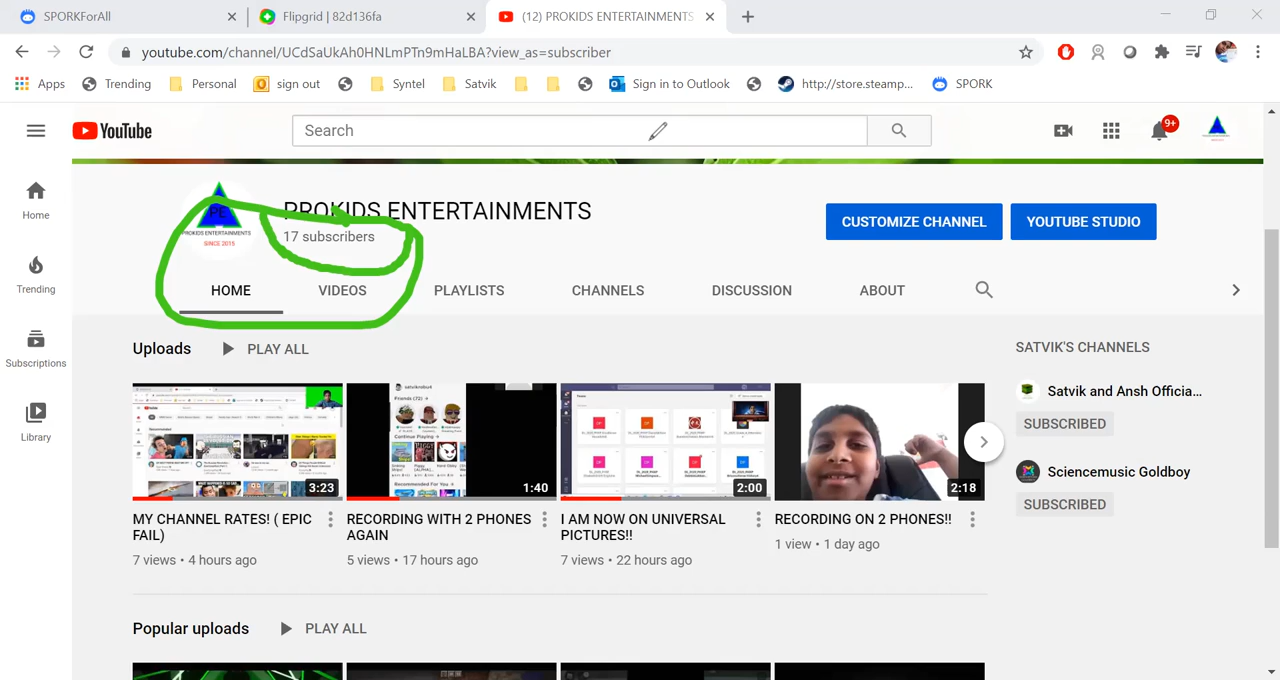 SPORKForAll
Flipgrid | 82d136fa
(12) PROKIDS ENTERTAINMENTS
youtube.com/channel/UCdSaUkAh0HNLmPTn9mHaLBA?view_as=subscriber
Apps Trending Personal sign out Syntel Satvik Sign in to Outlook http://store.steamp... SPORK
YouTube
Search
9+
Home
Trending
Subscriptions
Library
PE
PROKIDS ENTERTAINMENTS
SINCE 2015
PROKIDS ENTERTAINMENTS
17 subscribers
CUSTOMIZE CHANNEL
YOUTUBE STUDIO
HOME VIDEOS PLAYLISTS CHANNELS DISCUSSION ABOUT
Uploads PLAY ALL
3:23
MY CHANNEL RATES! ( EPIC
FAIL)
7 views • 4 hours ago
1:40
RECORDING WITH 2 PHONES
AGAIN
5 views • 17 hours ago
2:00
I AM NOW ON UNIVERSAL
PICTURES!!
7 views • 22 hours ago
2:18
RECORDING ON 2 PHONES!!
1 view • 1 day ago
SATVIK'S CHANNELS
Satvik and Ansh Officia...
SUBSCRIBED
Sciencemusic Goldboy
SUBSCRIBED
Popular uploads PLAY ALL